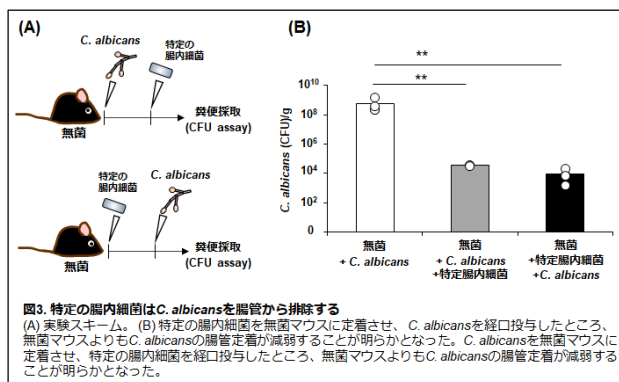 (A)
C. albicans
特定の
腸内細菌
無菌
糞便採取
(CFU assay)
特定の
腸内細菌
C. albicans
無菌
糞便採取
(CFU assay)
(B)
**
**
C. albicans (CFU)/g
10¹⁰
10⁸
10⁶
10⁴
10²
0
無菌
+ C. albicans
無菌
+ C. albicans
+特定腸内細菌
無菌
+特定腸内細菌
+C. albicans
図3. 特定の腸内細菌はC. albicansを腸管から排除する
(A) 実験スキーム。 (B) 特定の腸内細菌を無菌マウスに定着させ、 C. albicansを経口投与したところ、
無菌マウスよりもC. albicansの腸管定着が減弱することが明らかとなった。C. albicansを無菌マウスに
定着させ、特定の腸内細菌を経口投与したところ、無菌マウスよりもC. albicansの腸管定着が減弱する
ことが明らかとなった。